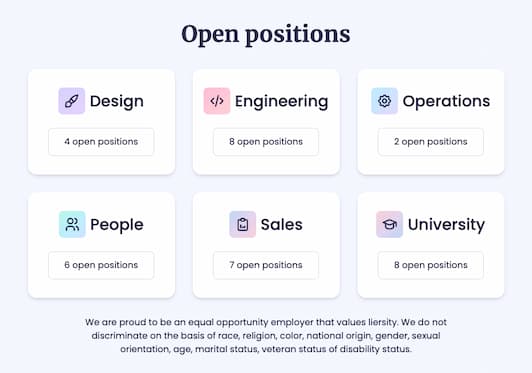 Open positions
Design
Engineering
Operations
4 open positions
8 open positions
2 open positions
People
Sales
University
6 open positions
7 open positions
8 open positions
We are proud to be an equal opportunity employer that values liersity. We do not
discriminate on the basis of race, religion, color, national origin, gender, sexual
orientation, age, marital status, veteran status of disability status.